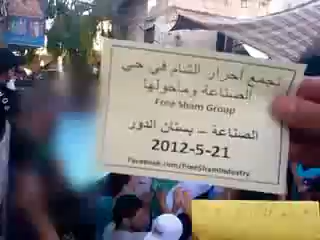 تجمع أحرار الشام في حي
الصناعة وماحولها
Free Sham Group
الصناعة _ بستان الدور
2012-5-21
Facebook.com/FreeShamIndustry